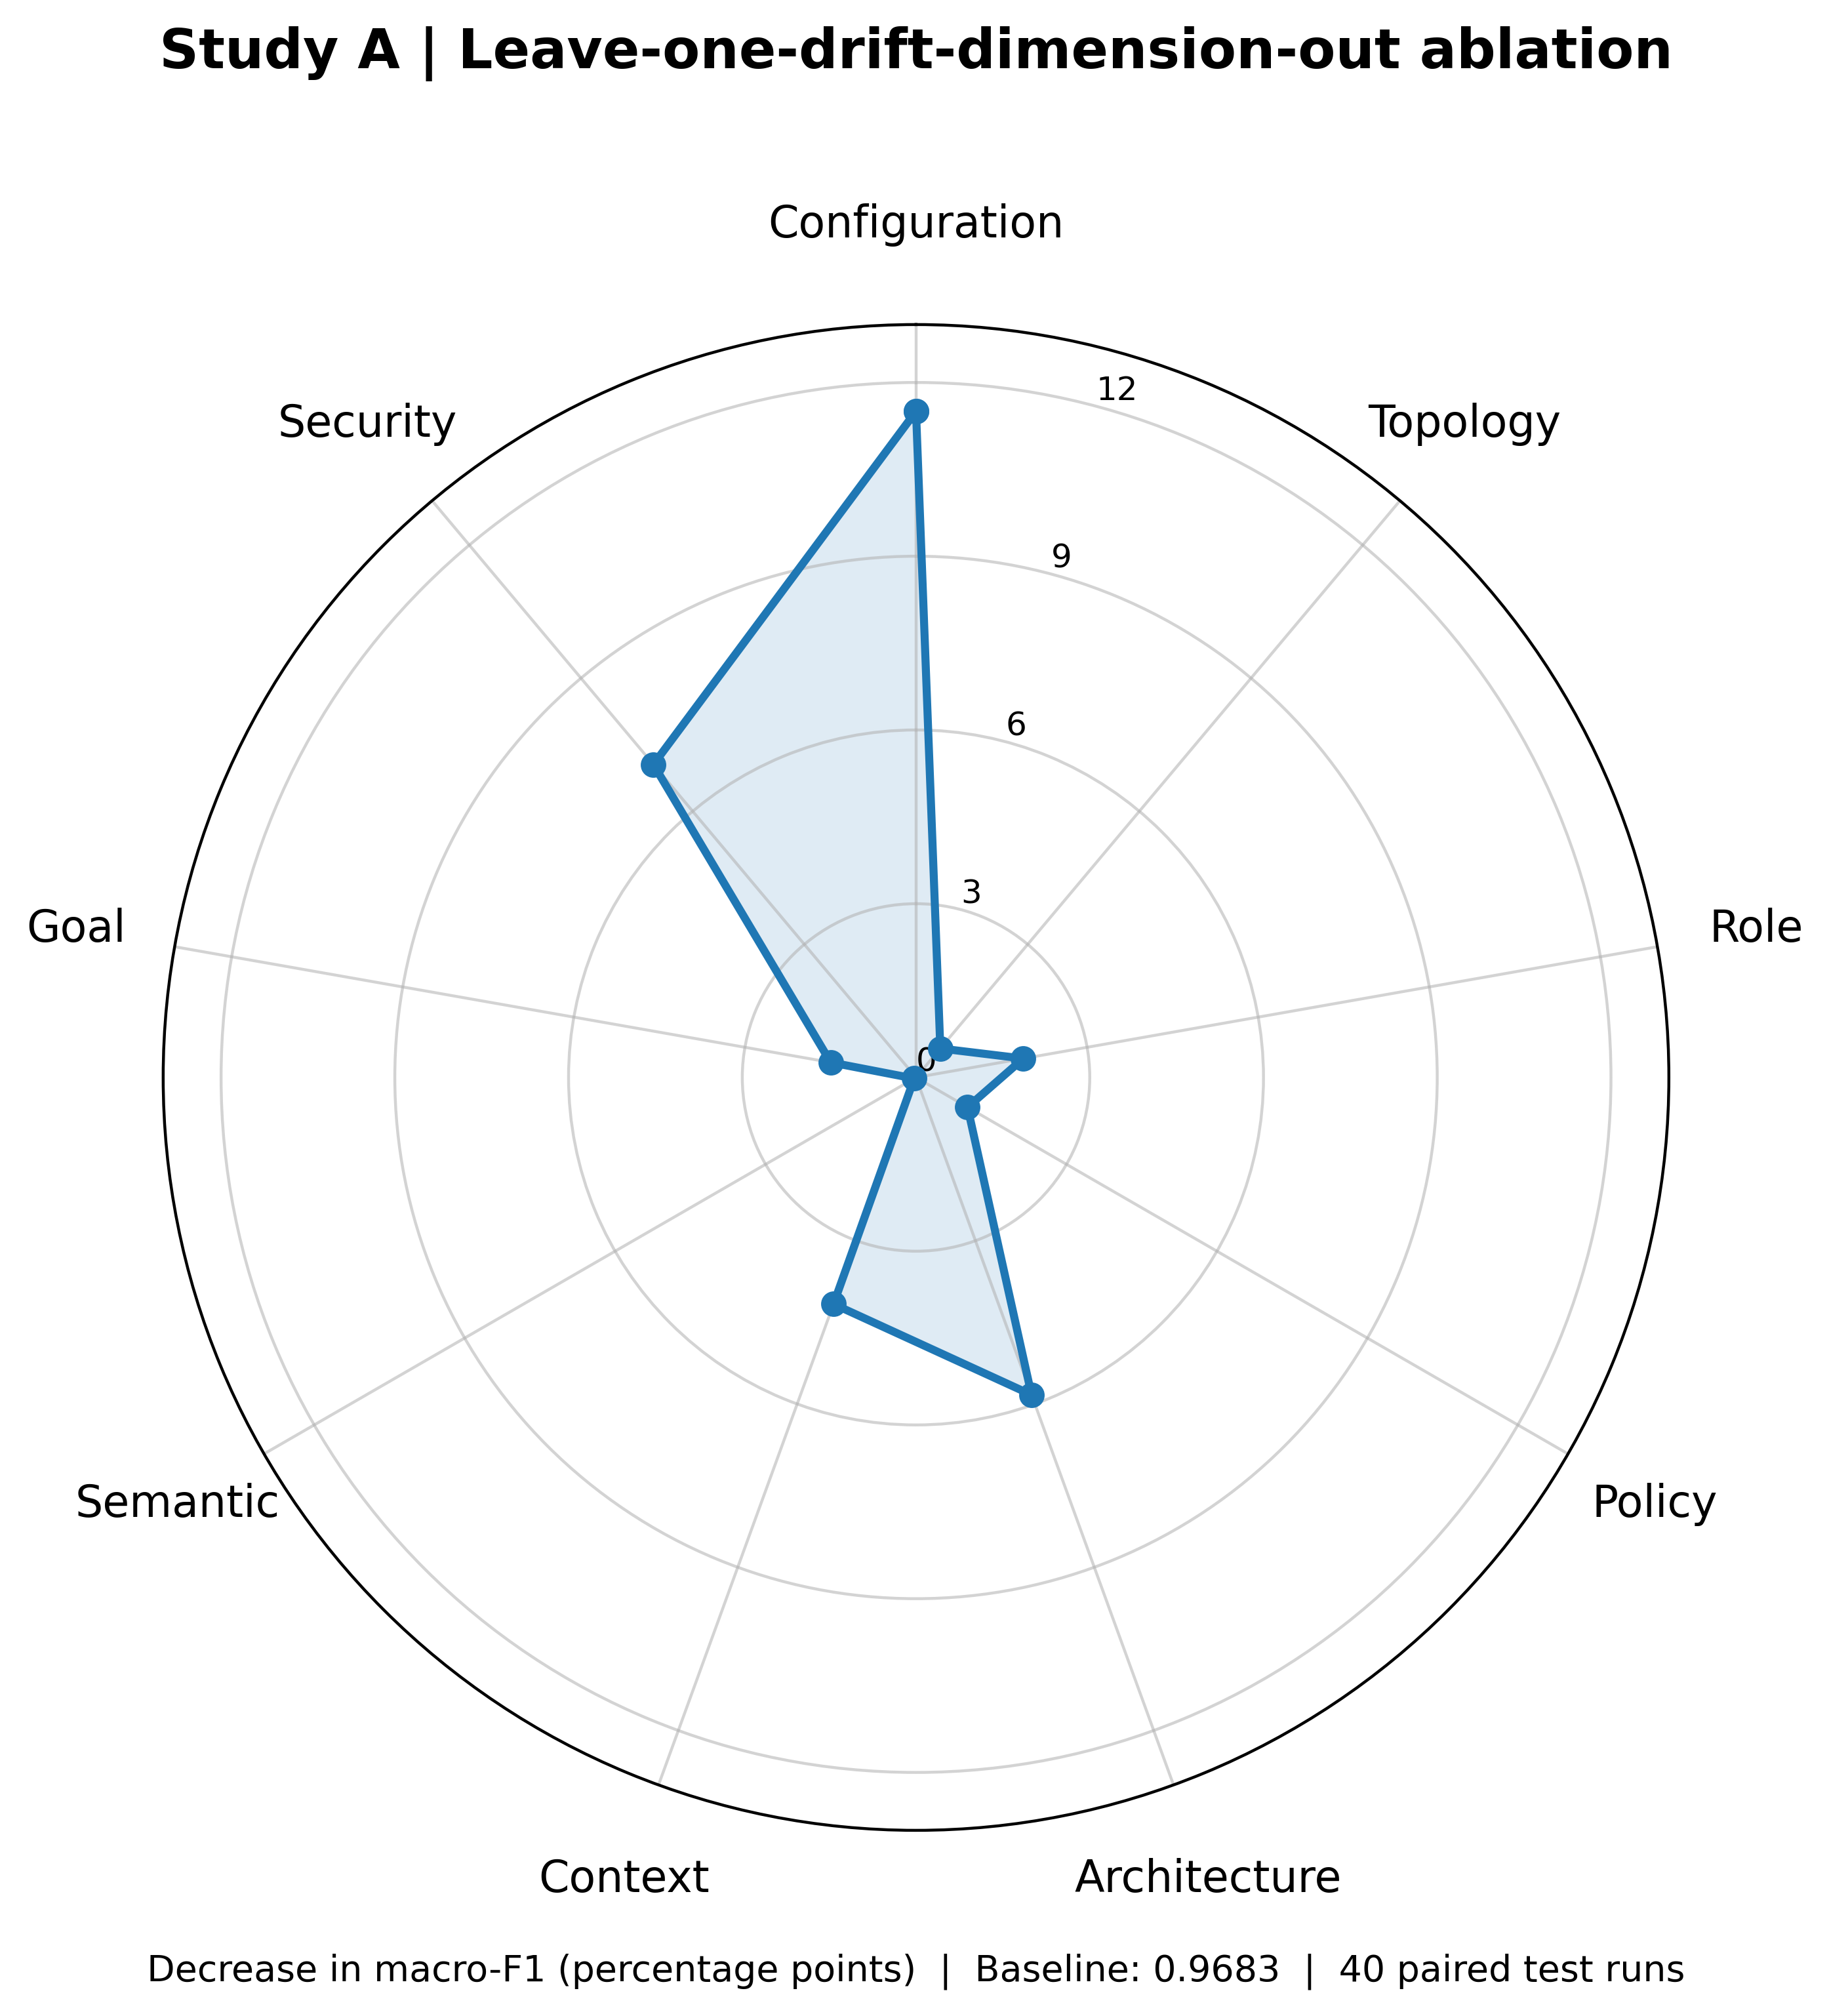 Study A | Leave-one-drift-dimension-out ablation
Configuration
12
Security
Topology
9
6
3
Goal
Role
0
Semantic
Policy
Context
Architecture
Decrease in macro-F1 (percentage points) | Baseline: 0.9683 | 40 paired test runs